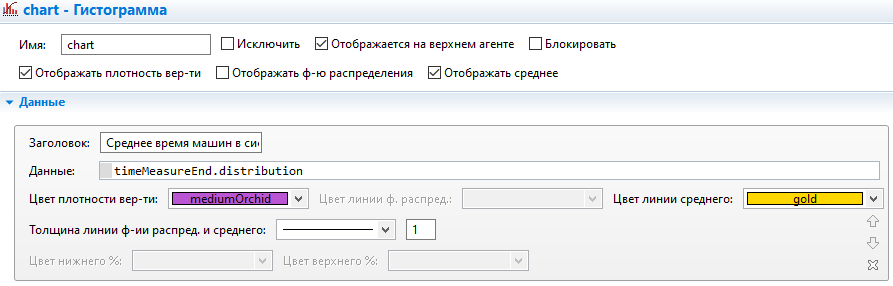 chart - Гистограмма
Имя: chart Исключить Отображается на верхнем агенте Блокировать
Отображать плотность вер-ти Отображать ф-ю распределения Отображать среднее
Данные
Заголовок: Среднее время машин в сис
Данные: timeMeasureEnd.distribution
Цвет плотности вер-ти: mediumOrchid Цвет линии ф. распред.: Цвет линии среднего: gold
Толщина линии ф-ии распред. и среднего: 1
Цвет нижнего %: Цвет верхнего %: